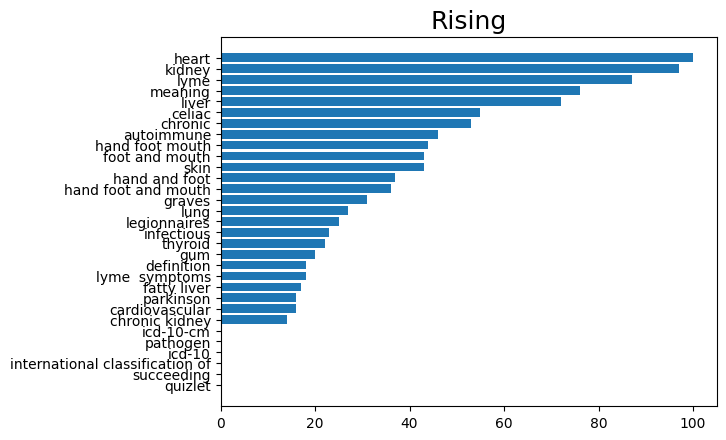 Rising
heart
kidney
lyme
meaning
liver
celiac
chronic
autoimmune
hand foot mouth
foot and mouth
skin
hand and foot
hand foot and mouth
graves
lung
legionnaires
infectious
thyroid
gum
definition
lyme  symptoms
fatty liver
parkinson
cardiovascular
chronic kidney
icd-10-cm
pathogen
icd-10
international classification of
succeeding
quizlet
0 20 40 60 80 100